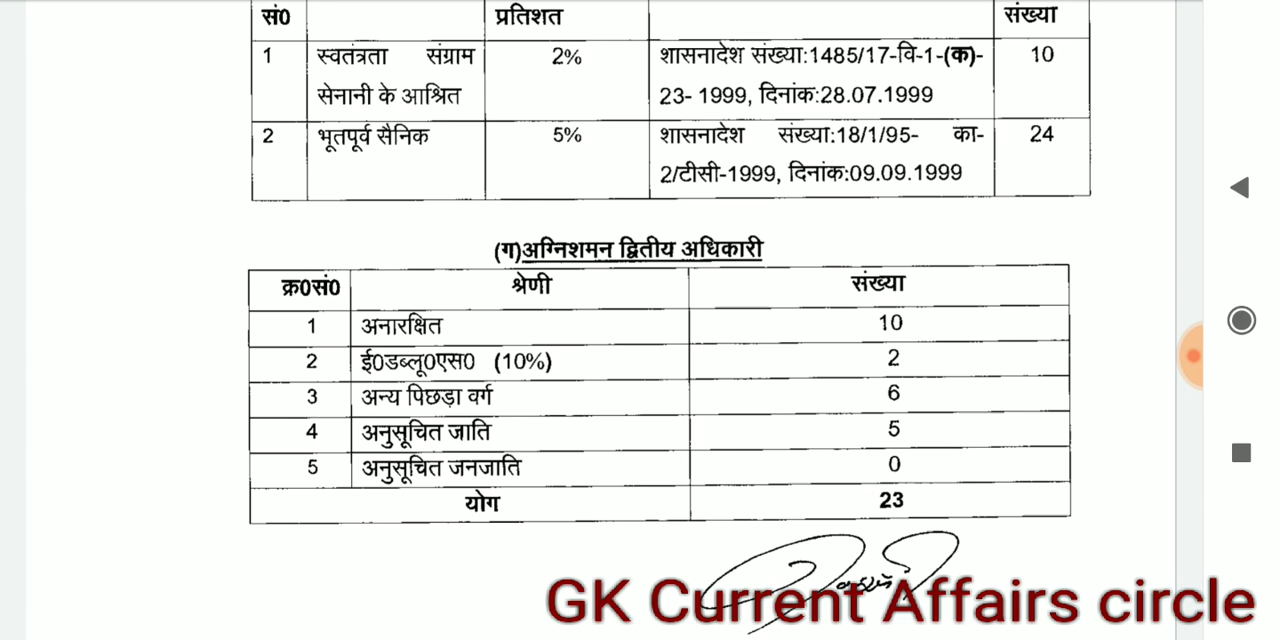 सं0 प्रतिशत संख्या
1 स्वतंत्रता संग्राम 2% शासनादेश संख्या:1485/17-वि-1-(क)- 10
सेनानी के आश्रित 23- 1999, दिनांक:28.07.1999
2 भूतपूर्व सैनिक 5% शासनादेश संख्या:18/1/95- का- 24
2/टीसी-1999, दिनांक:09.09.1999
(ग)अग्निशमन द्वितीय अधिकारी
क्र0सं0 श्रेणी संख्या
1 अनारक्षित 10
2 ई0डब्लू0एस0 (10%) 2
3 अन्य पिछड़ा वर्ग 6
4 अनुसूचित जाति 5
5 अनुसूचित जनजाति 0
योग 23
GK Current Affairs circle